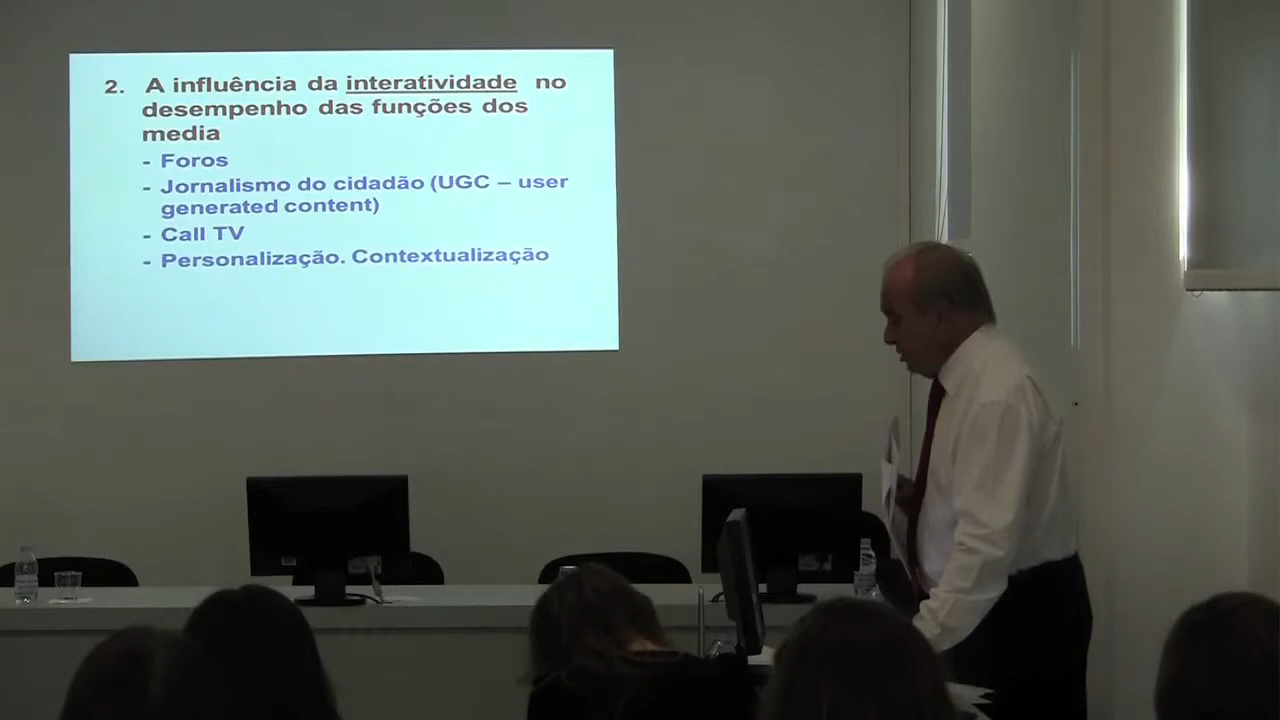 2. A influência da interatividade no
desempenho das funções dos
media
- Foros
- Jornalismo do cidadão (UGC – user
generated content)
- Call TV
- Personalização. Contextualização